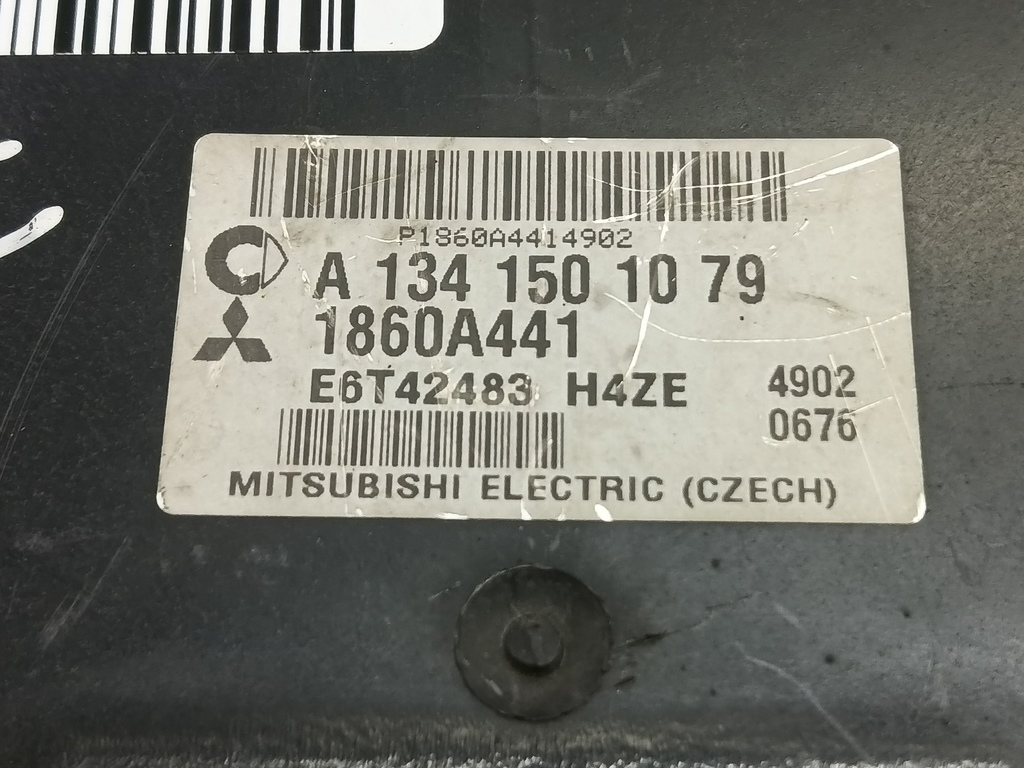 P1860A4414902
A 134 150 10 79
1860A441
E6T42483 H4ZE 4902
0676
MITSUBISHI ELECTRIC (CZECH)